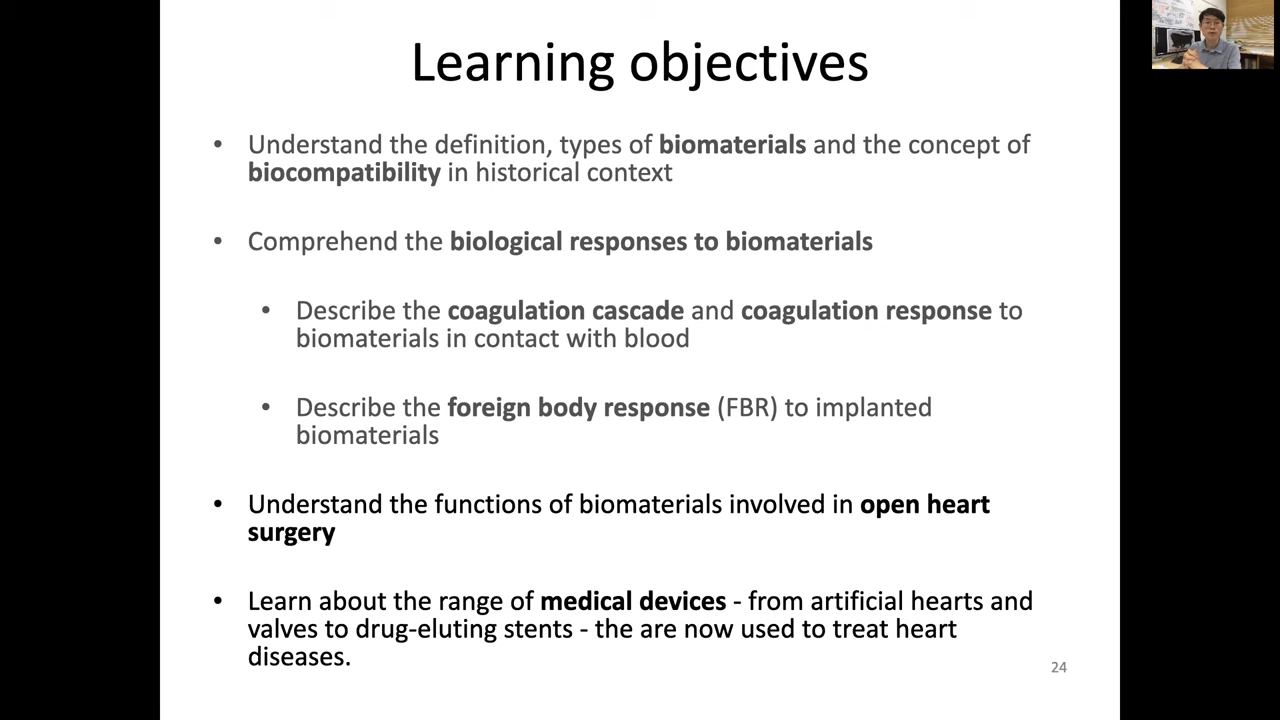 Learning objectives
• Understand the definition, types of biomaterials and the concept of
biocompatibility in historical context
• Comprehend the biological responses to biomaterials
• Describe the coagulation cascade and coagulation response to
biomaterials in contact with blood
• Describe the foreign body response (FBR) to implanted
biomaterials
• Understand the functions of biomaterials involved in open heart
surgery
• Learn about the range of medical devices - from artificial hearts and
valves to drug-eluting stents - the are now used to treat heart
diseases.
24